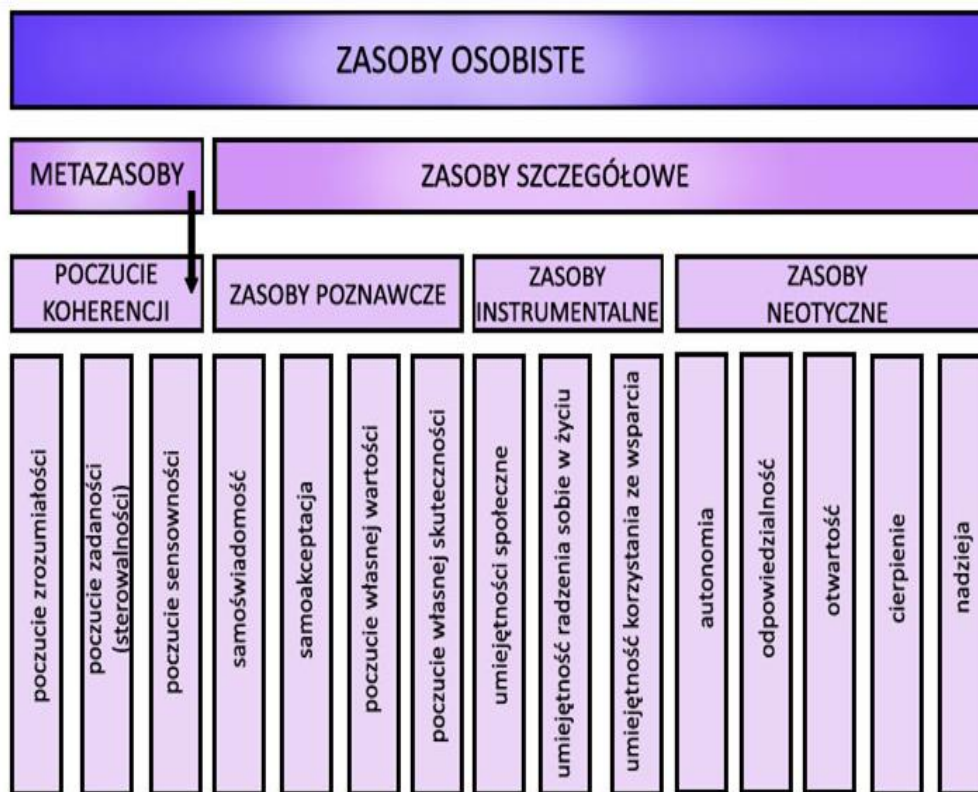 ZASOBY OSOBISTE
METAZASOBY
ZASOBY SZCZEGÓŁOWE
POCZUCIE
KOHERENCJI
ZASOBY POZNAWCZE
ZASOBY
INSTRUMENTALNE
ZASOBY
NEOTYCZNE
poczucie zrozumiałości
poczucie zadaności
(sterowalności)
poczucie sensowności
samoświadomość
samoakceptacja
poczucie własnej wartości
poczucie własnej skuteczności
umiejętności społeczne
umiejętność radzenia sobie w życiu
umiejętność korzystania ze wsparcia
autonomia
odpowiedzialność
otwartość
cierpienie
nadzieja